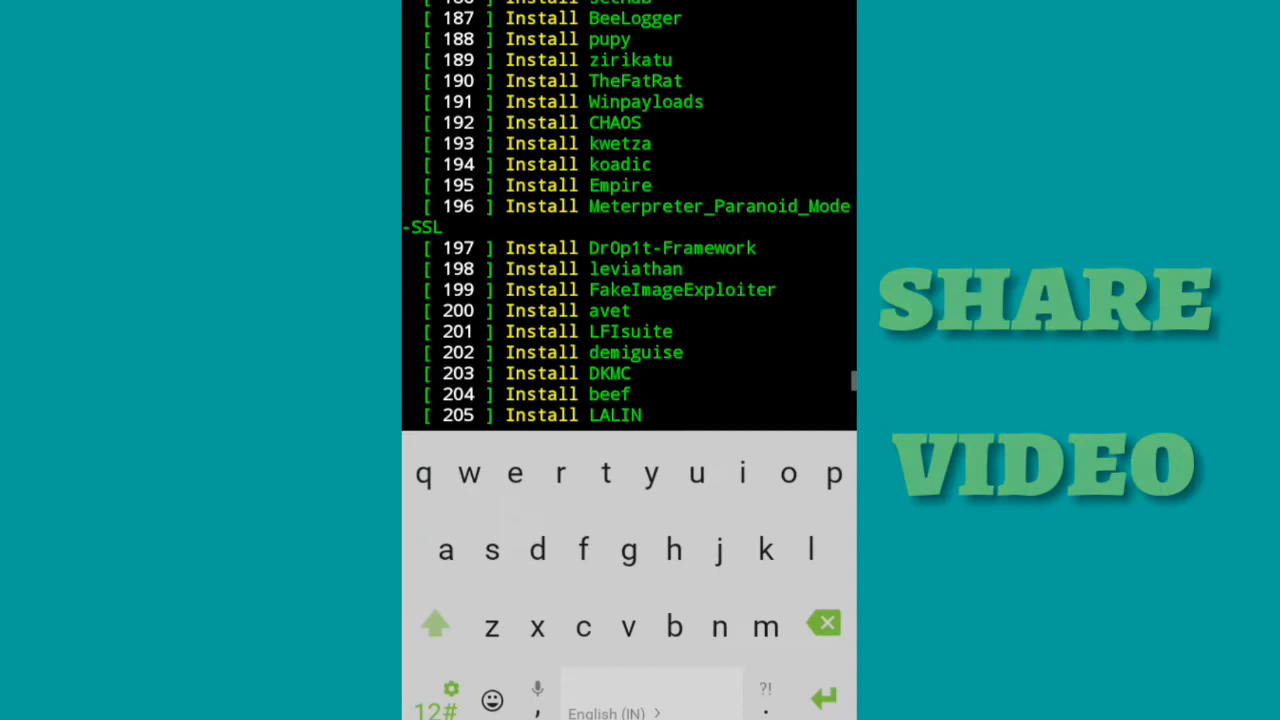 [ 187 ] Install BeeLogger
[ 188 ] Install pupy
[ 189 ] Install zirikatu
[ 190 ] Install TheFatRat
[ 191 ] Install Winpayloads
[ 192 ] Install CHAOS
[ 193 ] Install kwetza
[ 194 ] Install koadic
[ 195 ] Install Empire
[ 196 ] Install Meterpreter_Paranoid_Mode
-SSL
[ 197 ] Install DrOp1t-Framework
[ 198 ] Install leviathan
[ 199 ] Install FakeImageExploiter
[ 200 ] Install avet
[ 201 ] Install LFIsuite
[ 202 ] Install demiguise
[ 203 ] Install DKMC
[ 204 ] Install beef
[ 205 ] Install LALIN
q w e r t y u i o p
a s d f g h j k l
z x c v b n m
?!
12# , English (IN) > .
SHARE
VIDEO